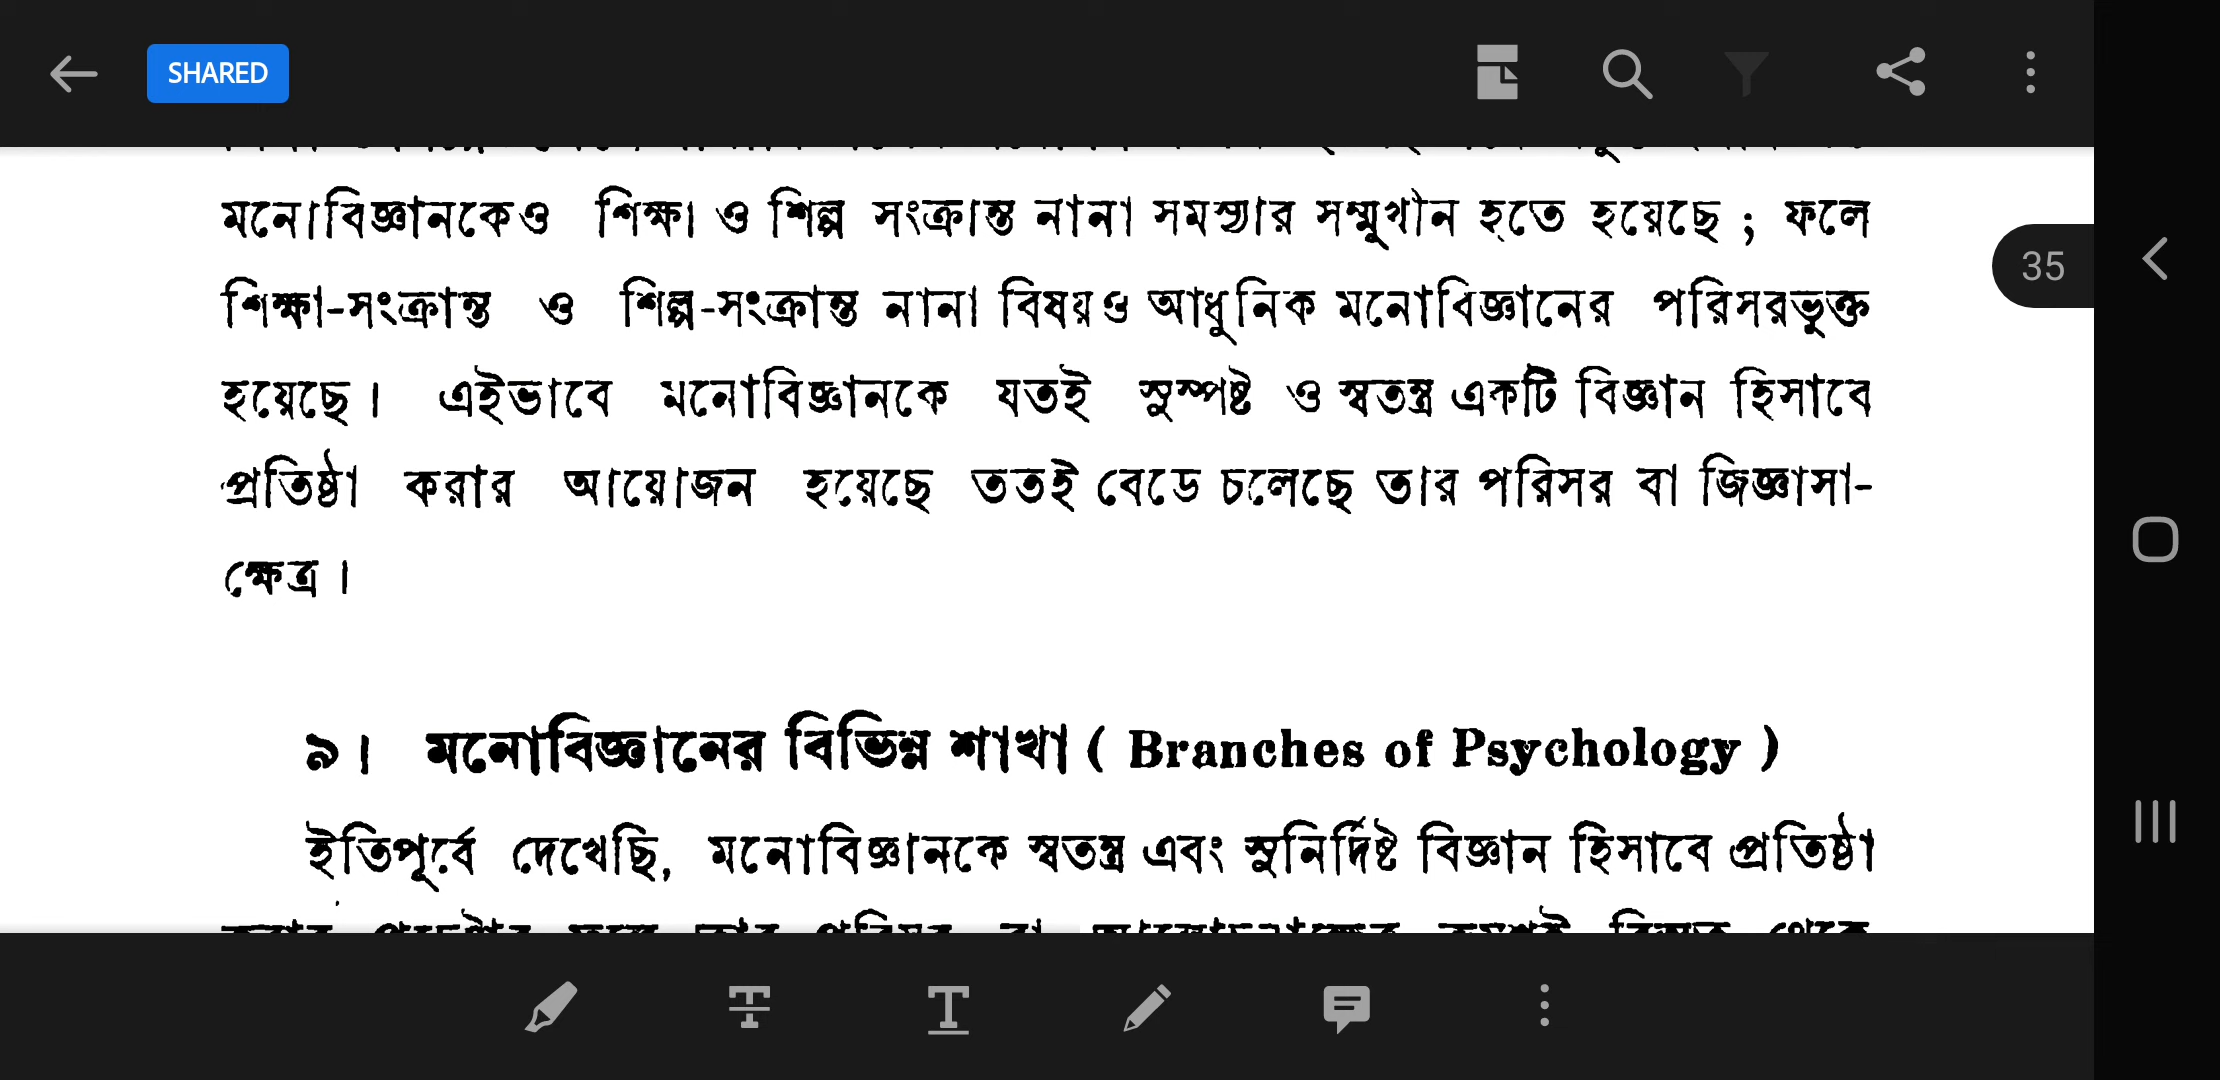 SHARED
মনোবিজ্ঞানকেও শিক্ষা ও শিল্প সংক্রান্ত নানা সমস্যার সম্মুখীন হতে হয়েছে ; ফলে
35
শিক্ষা-সংক্রান্ত ও শিল্প-সংক্রান্ত নানা বিষয়ও আধুনিক মনোবিজ্ঞানের পরিসরভুক্ত
হয়েছে। এইভাবে মনোবিজ্ঞানকে যতই সুস্পষ্ট ও স্বতন্ত্র একটি বিজ্ঞান হিসাবে
প্রতিষ্ঠা করার আয়োজন হয়েছে ততই বেডে চলেছে তার পরিসর বা জিজ্ঞাসা-
ক্ষেত্র।
৯। মনোবিজ্ঞানের বিভিন্ন শাখা ( Branches of Psychology )
ইতিপূর্বে দেখেছি, মনোবিজ্ঞানকে স্বতন্ত্র এবং সুনির্দিষ্ট বিজ্ঞান হিসাবে প্রতিষ্ঠা